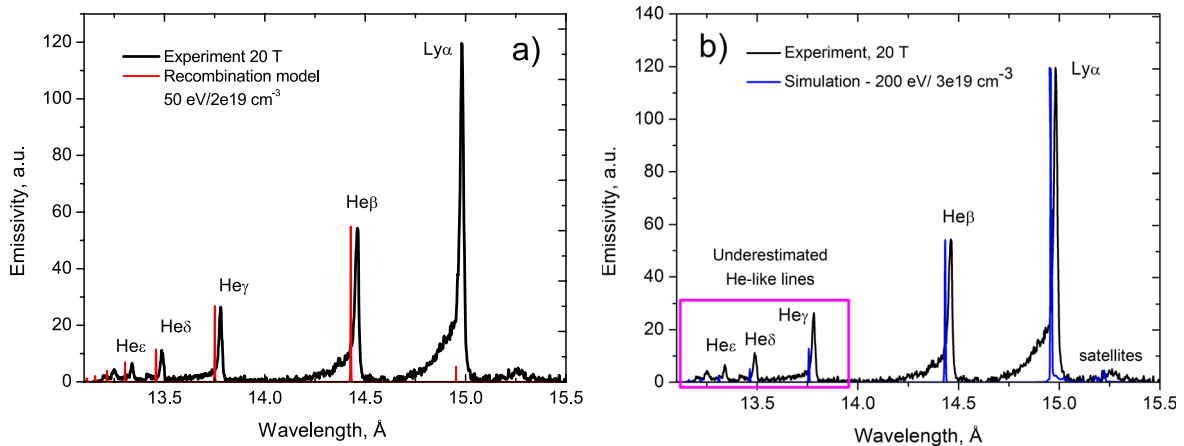 a)
Experiment 20 T
Recombination model
50 eV/2e19 cm⁻³
Lyα
Heβ
Heγ
Heδ
Heε
Emissivity, a.u.
120
100
80
60
40
20
0
13.5
14.0
14.5
15.0
15.5
Wavelength, Å
b)
Experiment, 20 T
Simulation - 200 eV/ 3e19 cm⁻³
Lyα
Heβ
Underestimated
He-like lines
Heγ
Heδ
Heε
satellites
Emissivity, a.u.
140
120
100
80
60
40
20
0
13.5
14.0
14.5
15.0
15.5
Wavelength, Å